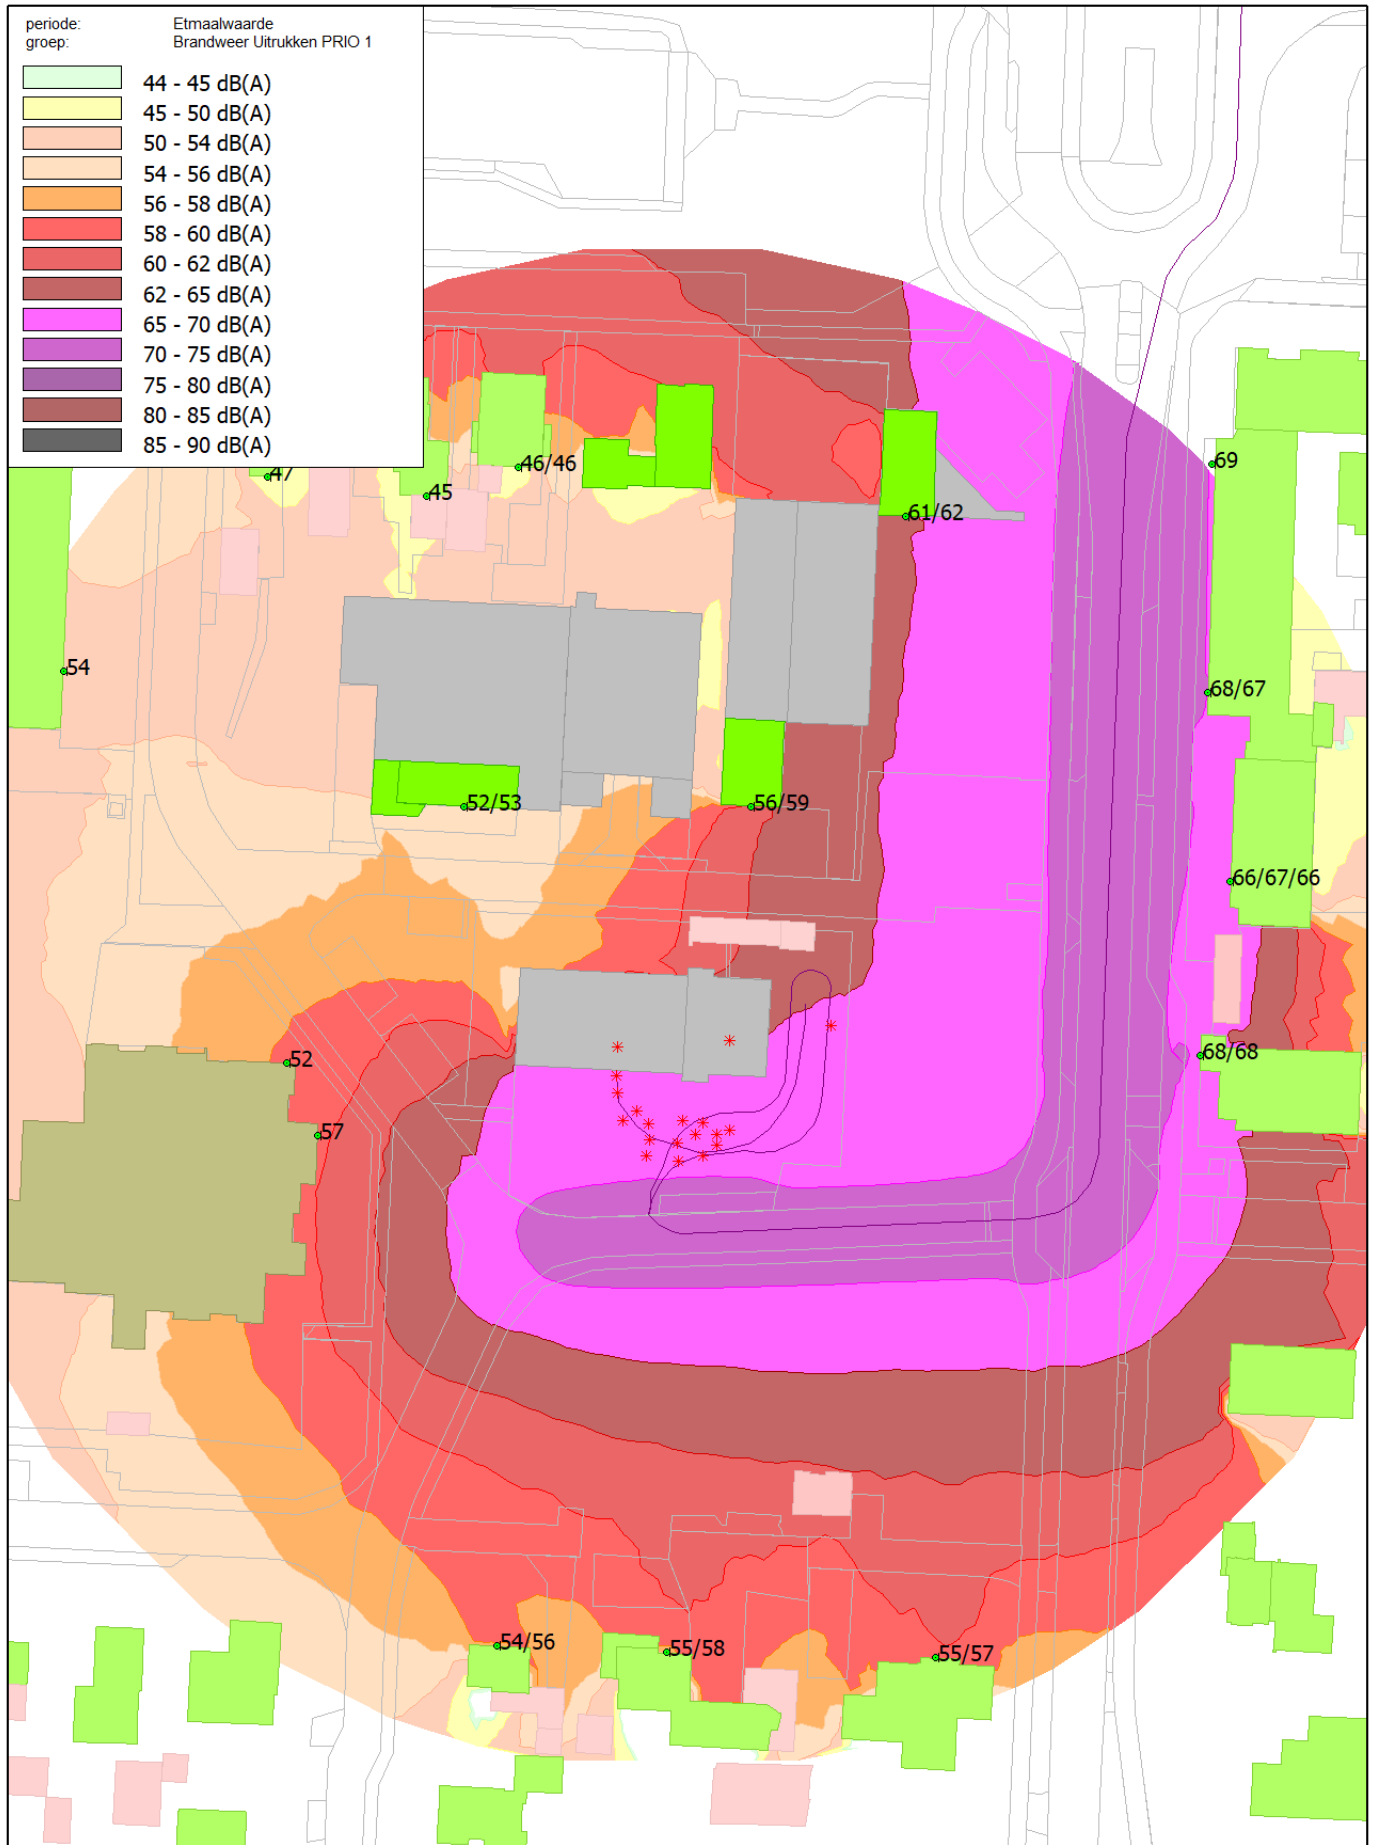 periode: Etmaalwaarde
groep: Brandweer Uitrukken PRIO 1
44 - 45 dB(A)
45 - 50 dB(A)
50 - 54 dB(A)
54 - 56 dB(A)
56 - 58 dB(A)
58 - 60 dB(A)
60 - 62 dB(A)
62 - 65 dB(A)
65 - 70 dB(A)
70 - 75 dB(A)
75 - 80 dB(A)
80 - 85 dB(A)
85 - 90 dB(A)
46/46
69
47
45
61/62
54
68/67
52/53
56/59
66/67/66
52
68/68
57
54/56
55/58
55/57